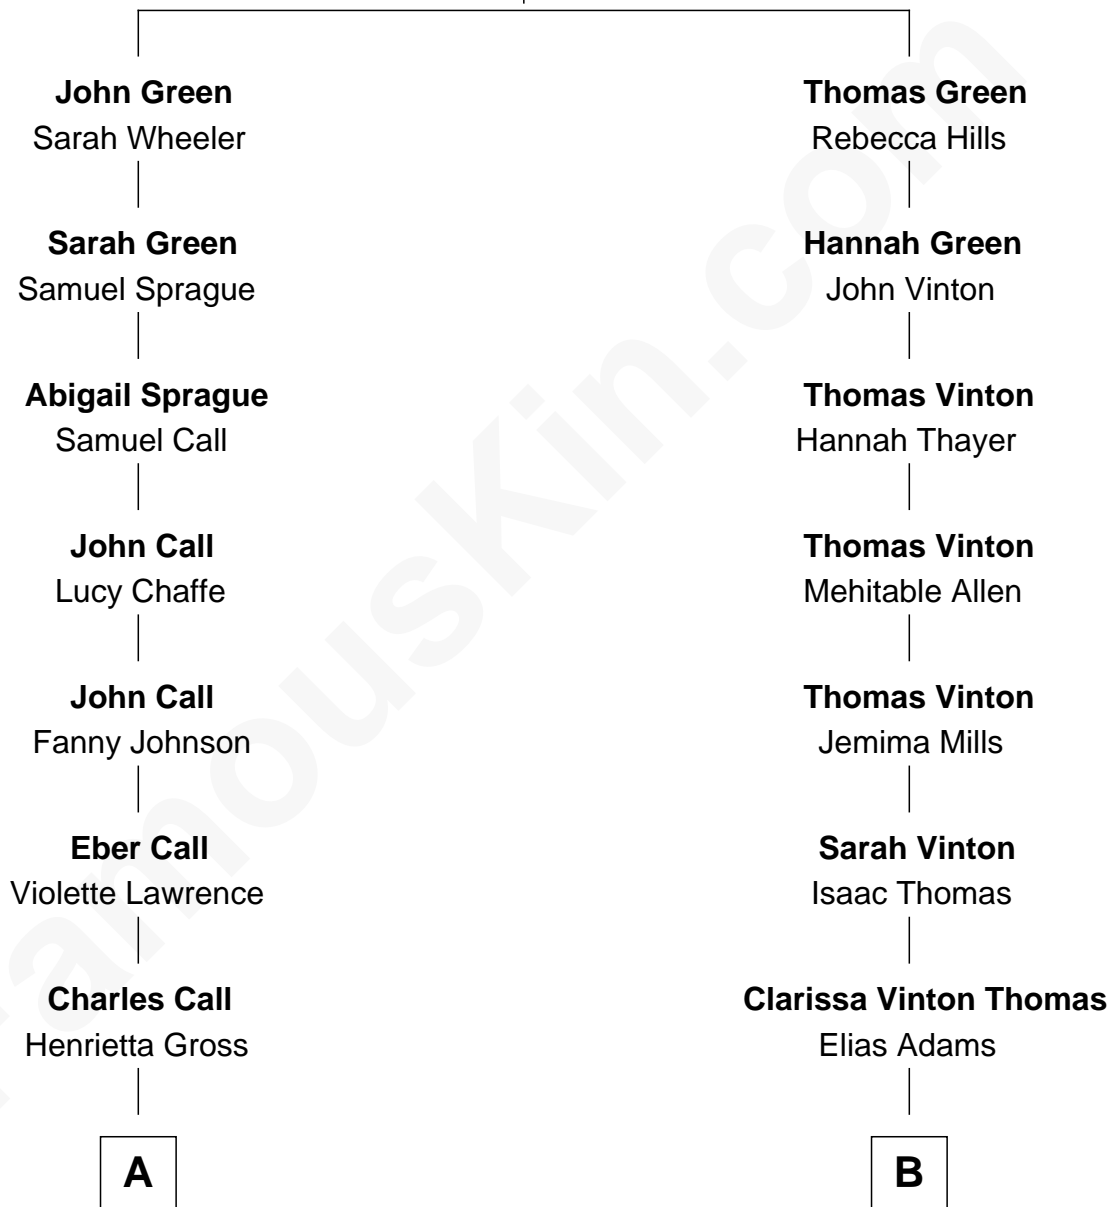 John Green
Sarah Wheeler
Thomas Green
Rebecca Hills
Sarah Green
Samuel Sprague
Hannah Green
John Vinton
Abigail Sprague
Samuel Call
Thomas Vinton
Hannah Thayer
John Call
Lucy Chaffe
Thomas Vinton
Mehitable Allen
John Call
Fanny Johnson
Thomas Vinton
Jemima Mills
Eber Call
Violette Lawrence
Sarah Vinton
Isaac Thomas
Charles Call
Henrietta Gross
Clarissa Vinton Thomas
Elias Adams
A
B
FamousKin.com